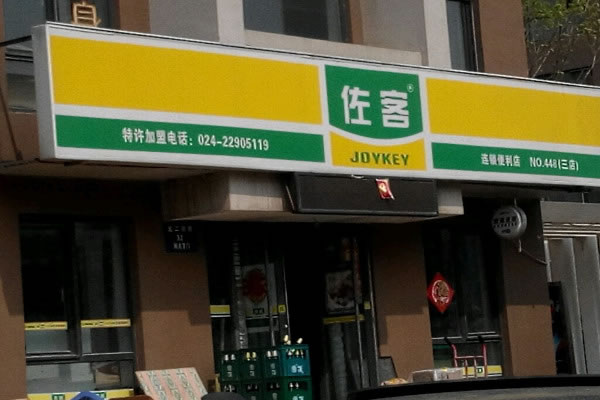 自
佐客®
特许加盟电话：024-22905119
JOYKEY
连锁便利店 NO.448(三店)